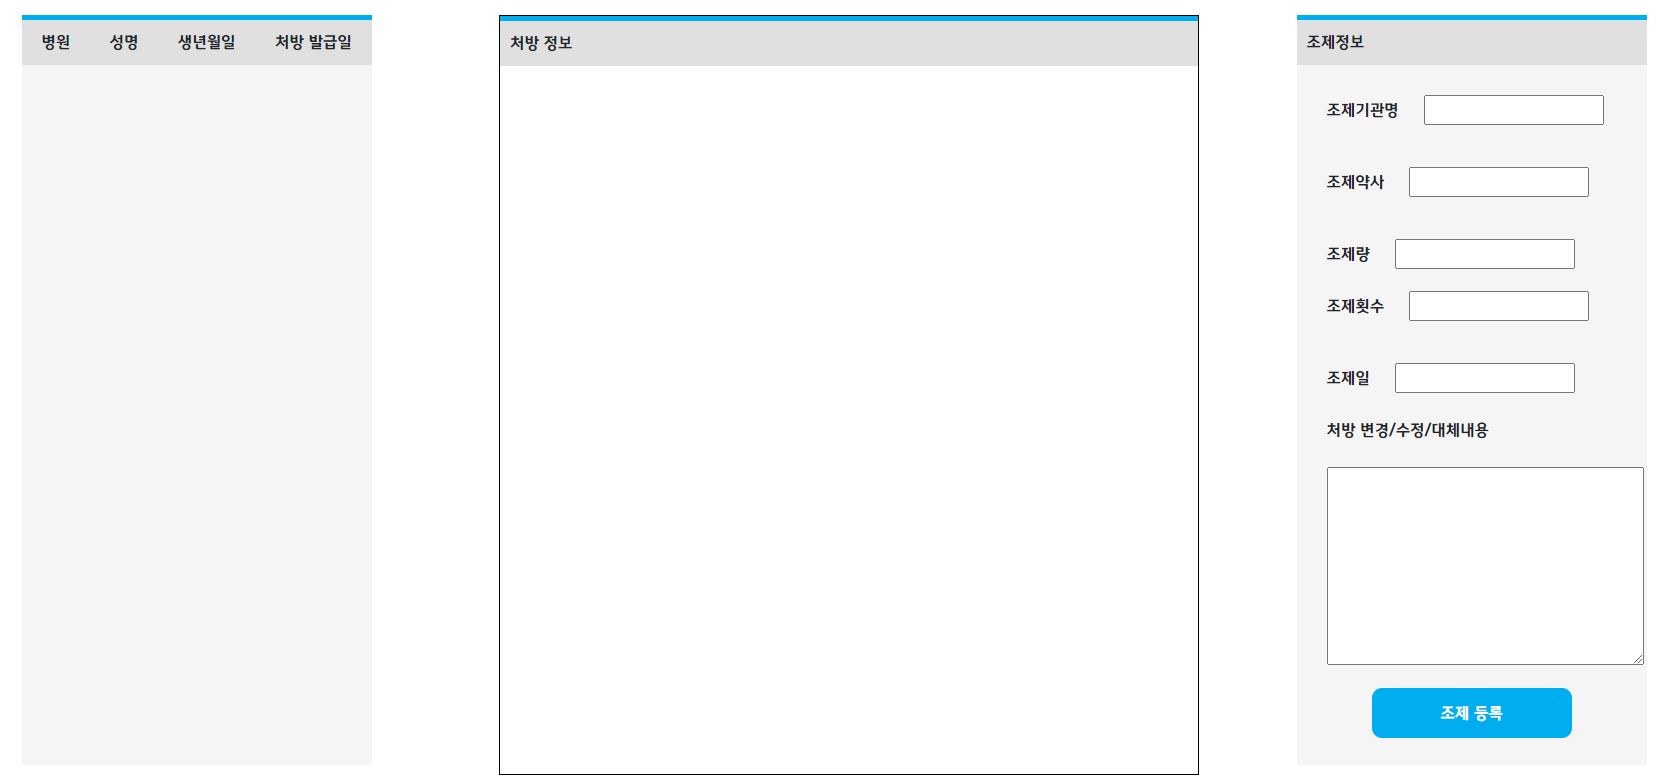 병원 성명 생년월일 처방 발급일
처방 정보
조제정보
조제기관명
조제약사
조제량
조제횟수
조제일
처방 변경/수정/대체내용
조제 등록